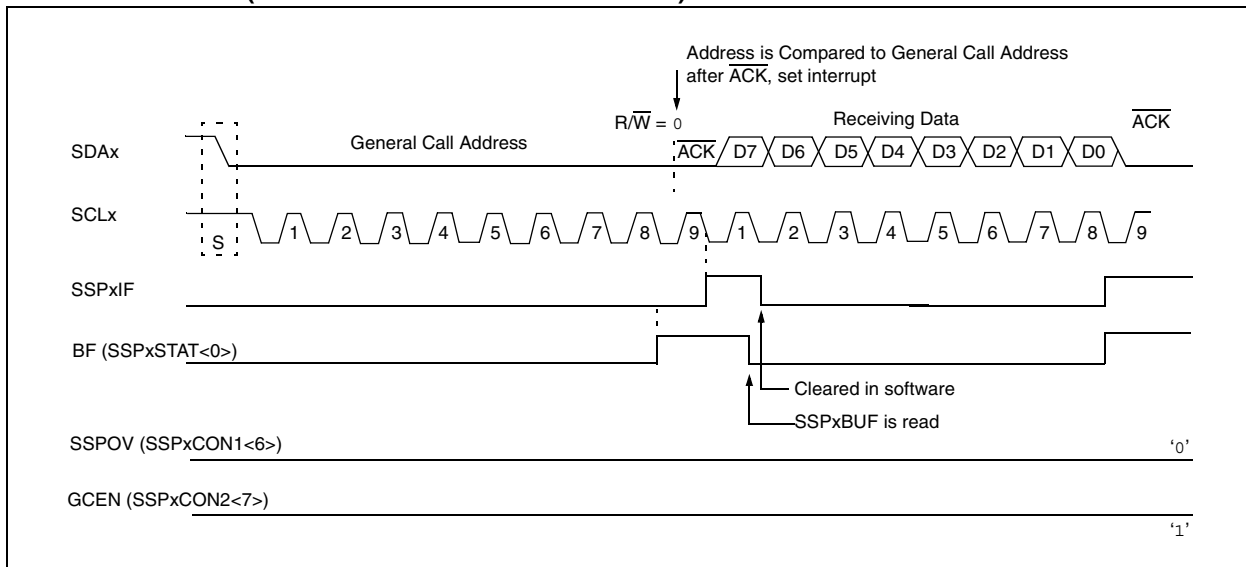 Address is Compared to General Call Address
after ACK, set interrupt
R/W = 0
Receiving Data
ACK
SDAx
General Call Address
ACK D7 D6 D5 D4 D3 D2 D1 D0
SCLx
S
1 2 3 4 5 6 7 8 9 1 2 3 4 5 6 7 8 9
SSPxIF
BF (SSPxSTAT<0>)
Cleared in software
SSPxBUF is read
SSPOV (SSPxCON1<6>)
‘0’
GCEN (SSPxCON2<7>)
‘1’